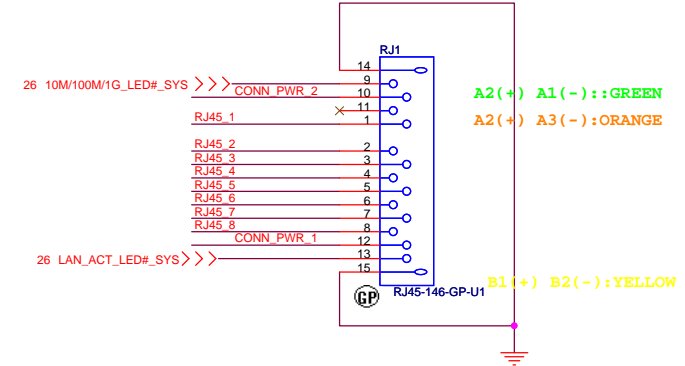 RJ1
14
26 10M/100M/1G_LED#_SYS
9
CONN_PWR_2
10
A2(+) A1(-)::GREEN
11
RJ45_1
1
A2(+) A3(-):ORANGE
RJ45_2
2
RJ45_3
3
RJ45_4
4
RJ45_5
5
RJ45_6
6
RJ45_7
7
RJ45_8
8
CONN_PWR_1
12
26 LAN_ACT_LED#_SYS
13
15
B1(+) B2(-):YELLOW
GP
RJ45-146-GP-U1